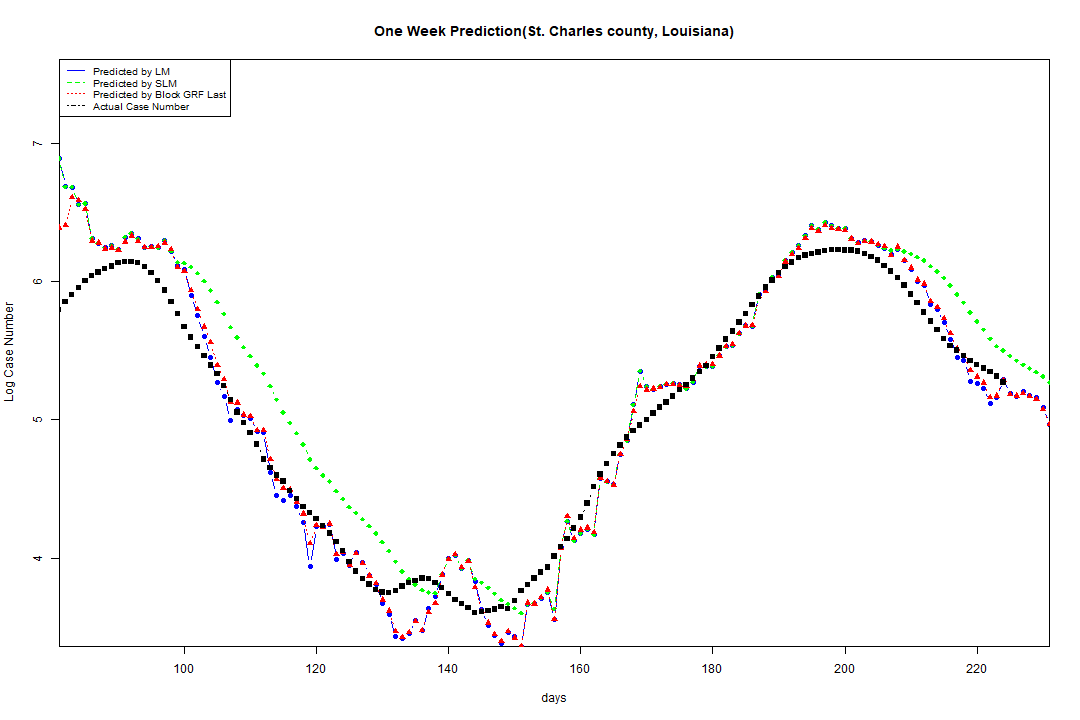 One Week Prediction(St. Charles county, Louisiana)
Predicted by LM
Predicted by SLM
Predicted by Block GRF Last
Actual Case Number
7
6
5
4
Log Case Number
100 120 140 160 180 200 220
days